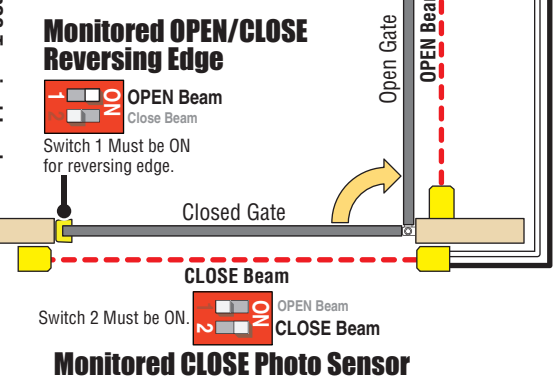 Monitored OPEN/CLOSE
Reversing Edge
1 ON OPEN Beam
2 Close Beam
Switch 1 Must be ON
for reversing edge.
Open Gate
OPEN Beam
Closed Gate
CLOSE Beam
Switch 2 Must be ON.
1 ON OPEN Beam
2 CLOSE Beam
Monitored CLOSE Photo Sensor